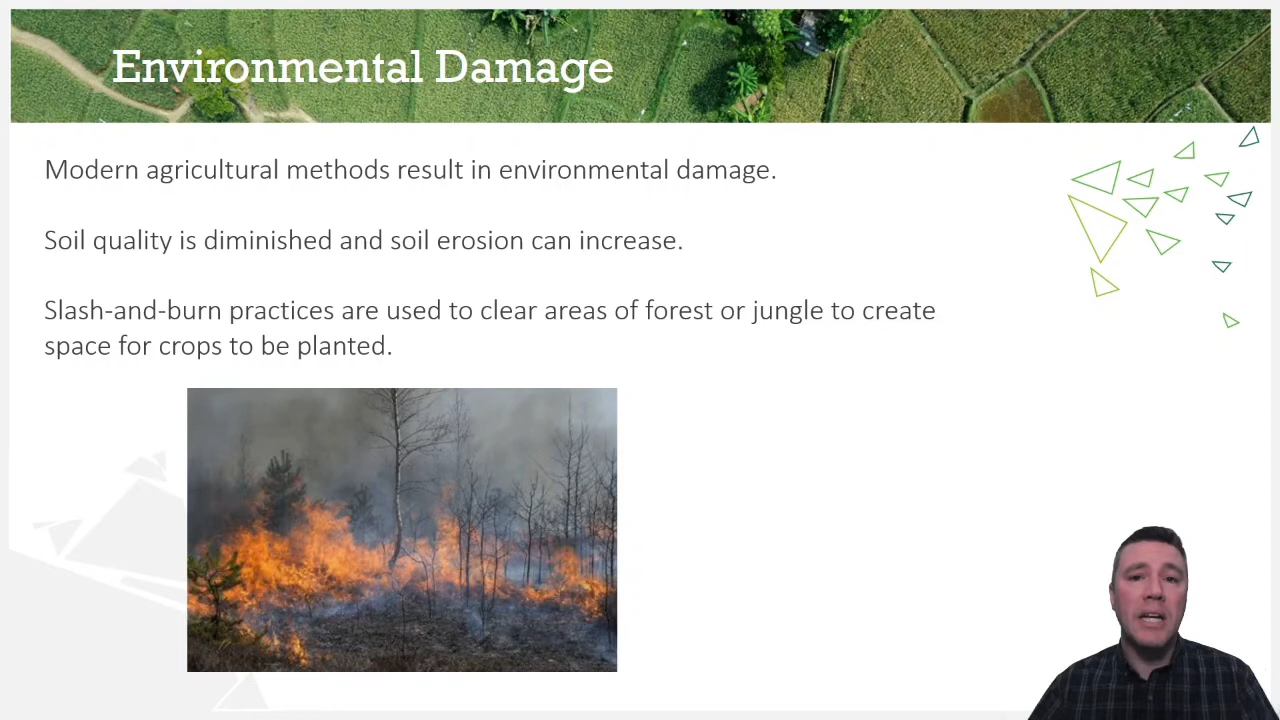 Environmental Damage
Modern agricultural methods result in environmental damage.
Soil quality is diminished and soil erosion can increase.
Slash-and-burn practices are used to clear areas of forest or jungle to create
space for crops to be planted.